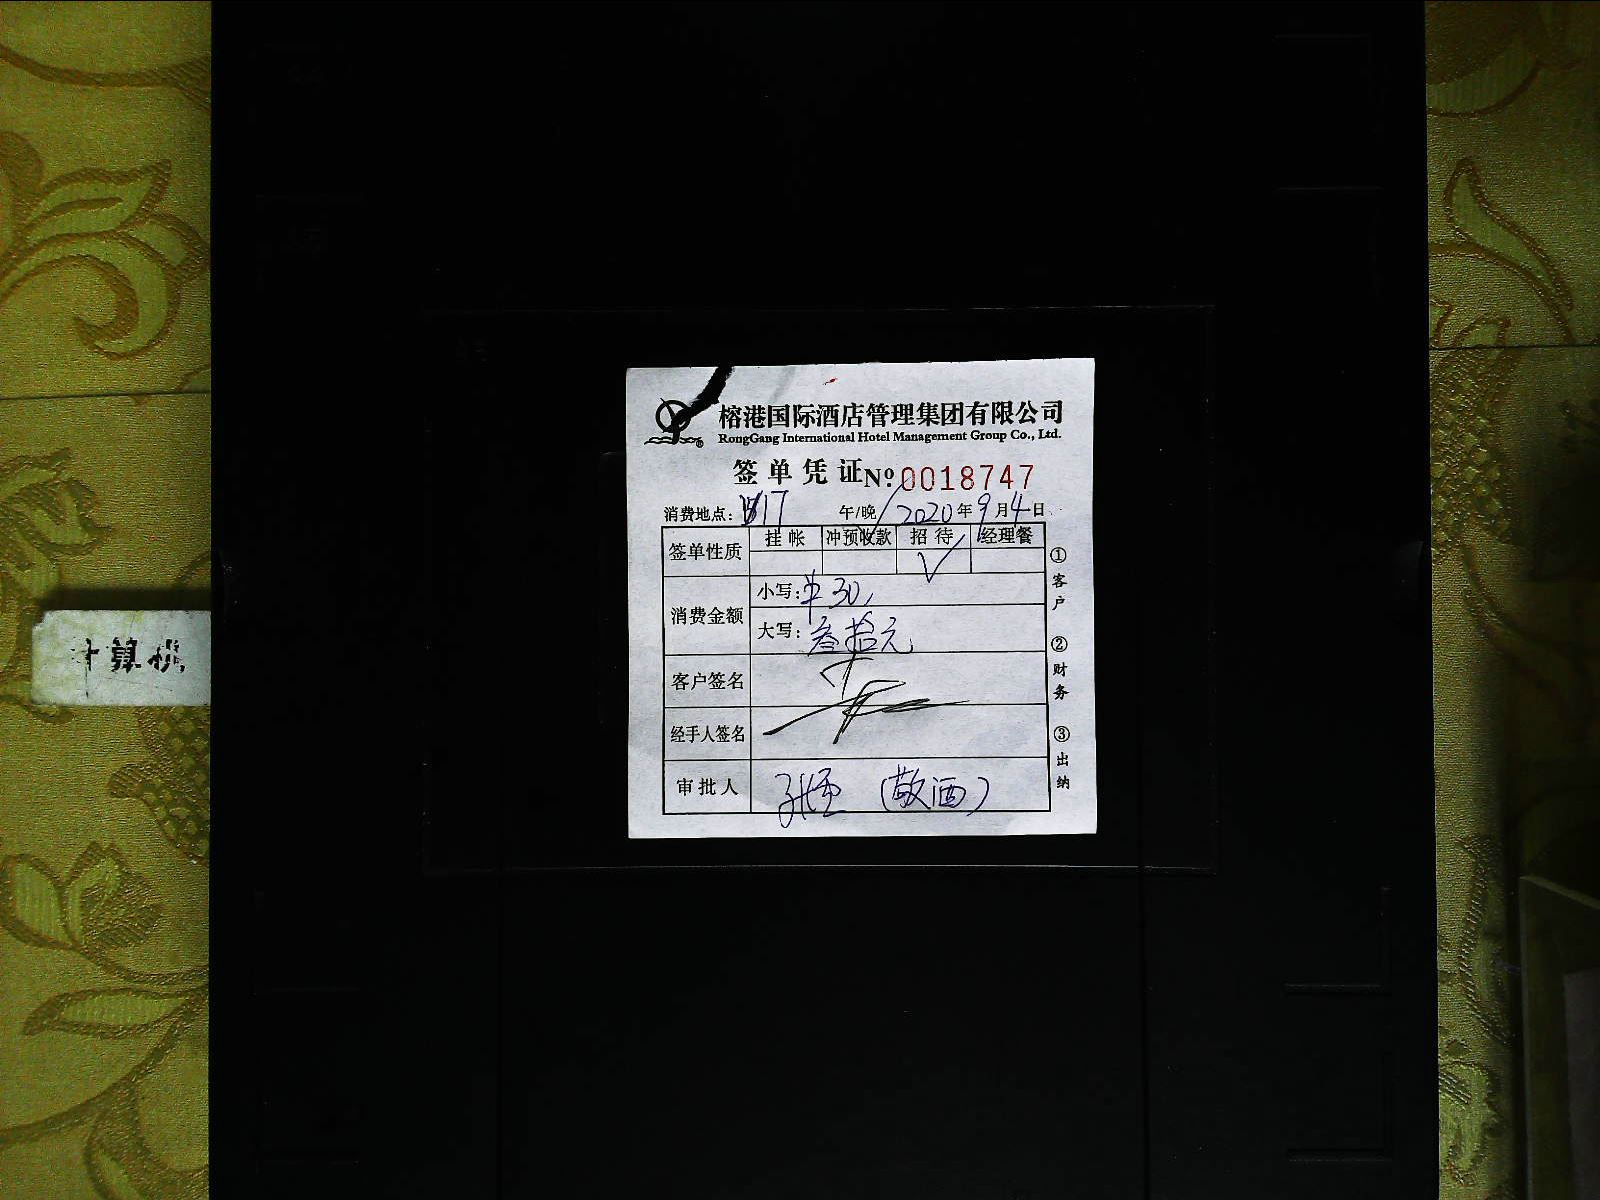 榕港国际酒店管理集团有限公司
RongGang International Hotel Management Group Co., Ltd.
签单凭证 Nº 0018747
消费地点: 午/晚 2020年9月4日
签单性质 挂帐 冲预收款 招待 √ 经理餐
消费金额 小写: ¥30
大写: 叁拾元
客户签名
经手人签名
审批人 (敬酒)
①客户 ②财务 ③出纳
计算机